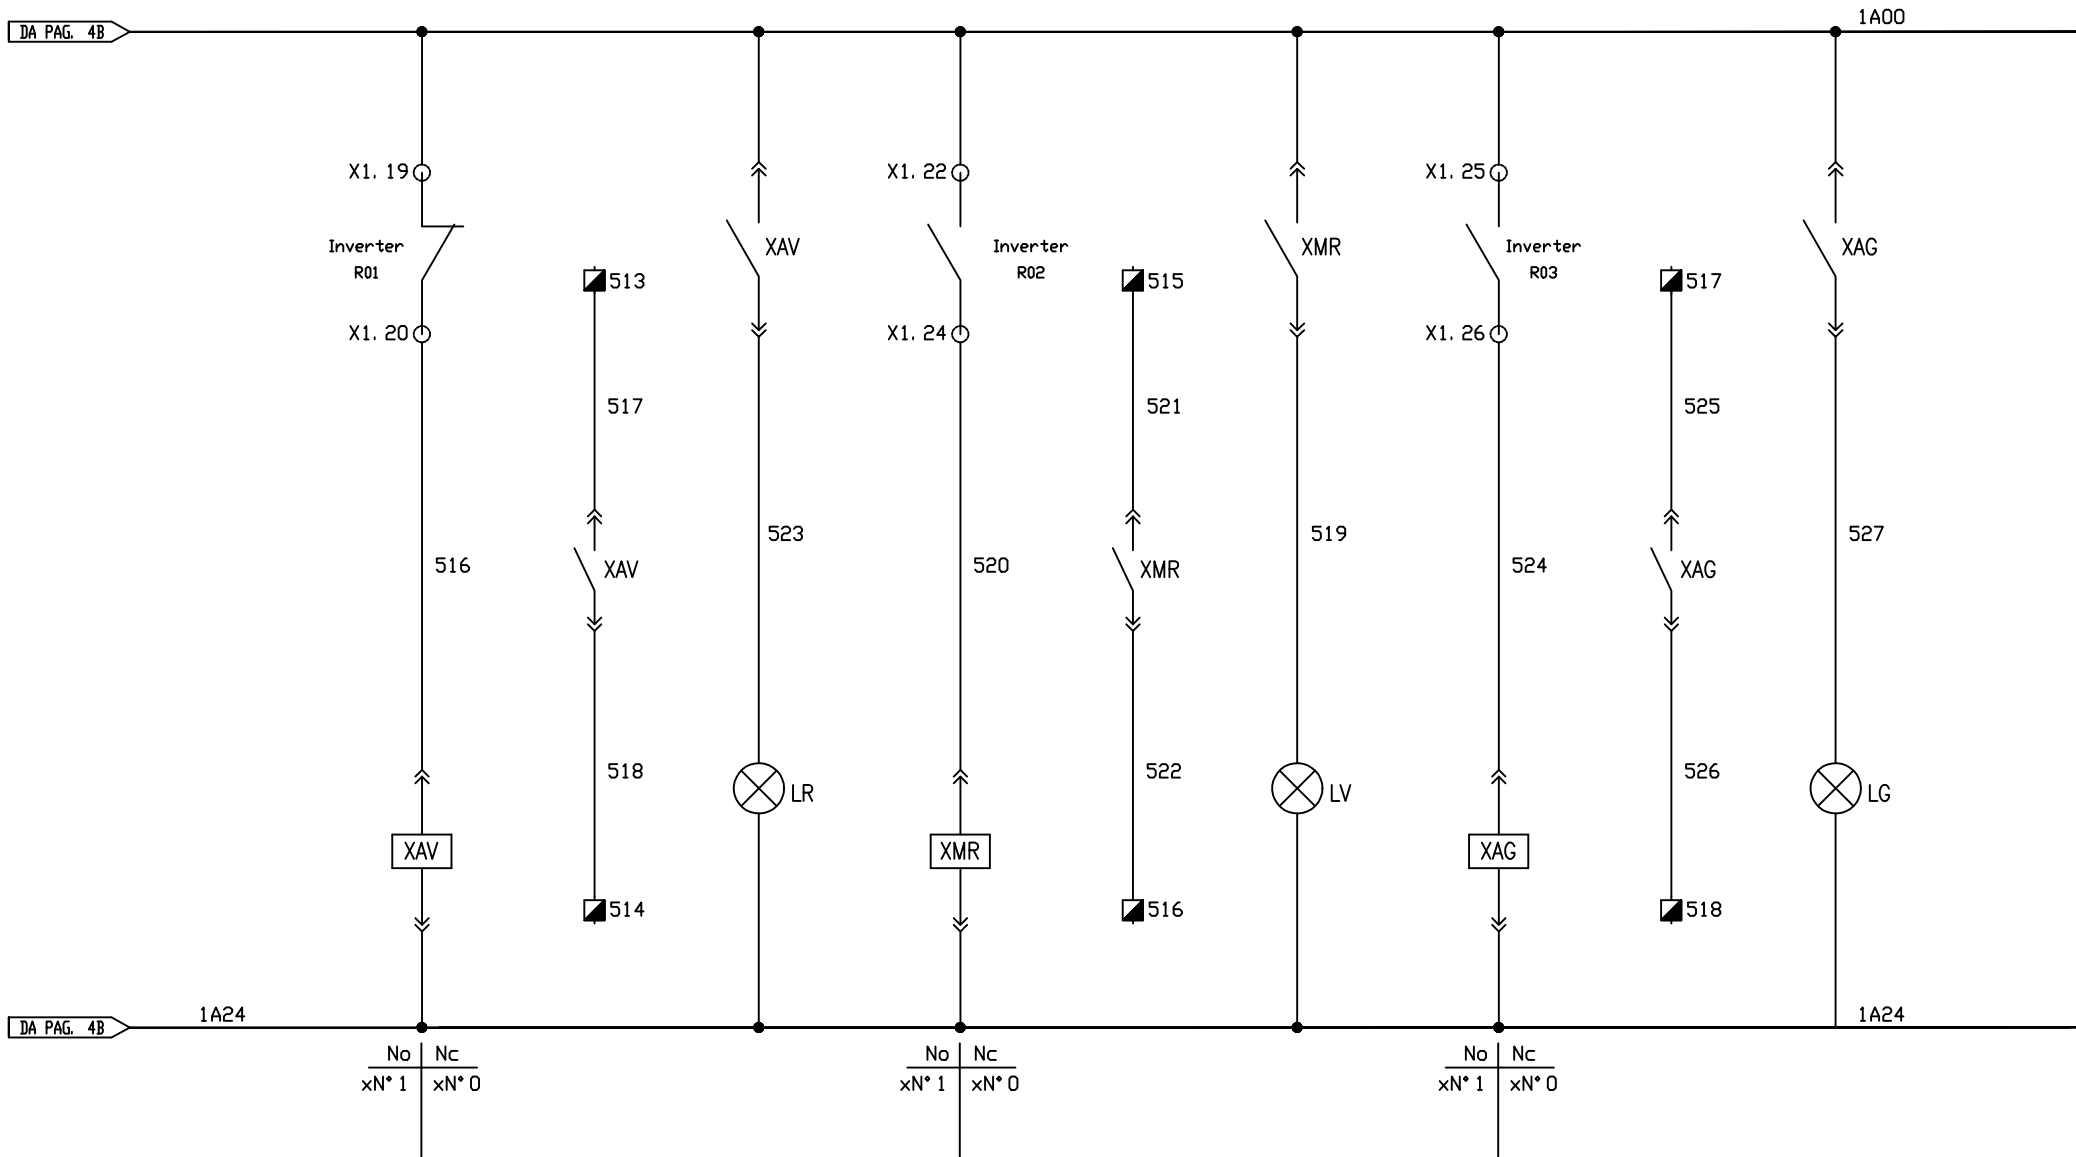 1A00
DA PAG. 4B
X1. 19
X1. 22
X1. 25
Inverter
R01
XAV
Inverter
R02
XMR
Inverter
R03
XAG
513
515
517
X1. 20
X1. 24
X1. 26
517
521
525
523
519
527
516
XAV
520
XMR
524
XAG
518
522
526
LR
LV
LG
XAV
XMR
XAG
514
516
518
1A24
1A24
DA PAG. 4B
No Nc
No Nc
No Nc
xN° 1 xN° 0
xN° 1 xN° 0
xN° 1 xN° 0